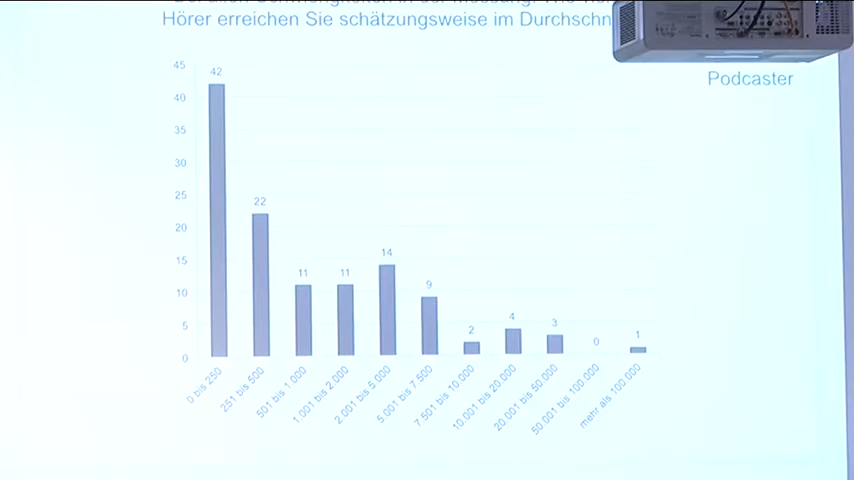 Hörer erreichen Sie schätzungsweise im
Podcaster
45
40
35
30
25
20
15
10
5
0
42
22
11
11
14
9
2
4
3
0
1
0 bis 250
251 bis 500
501 bis 1.000
1.001 bis 2.000
2.001 bis 5.000
5.001 bis 7.500
7.501 bis 10.000
10.001 bis 20.000
20.001 bis 50.000
50.001 bis 100.000
mehr als 100.000